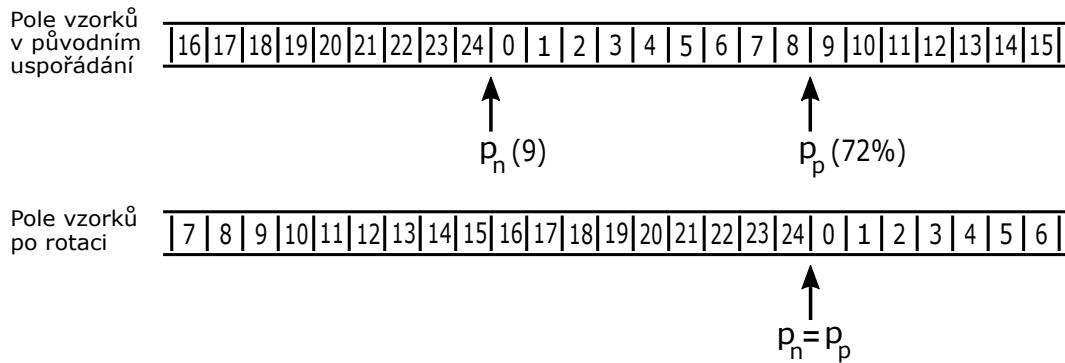 Pole vzorků
v původním
uspořádání
16 17 18 19 20 21 22 23 24 0 1 2 3 4 5 6 7 8 9 10 11 12 13 14 15
pn (9) pp (72%)
Pole vzorků
po rotaci
7 8 9 10 11 12 13 14 15 16 17 18 19 20 21 22 23 24 0 1 2 3 4 5 6
pn = pp